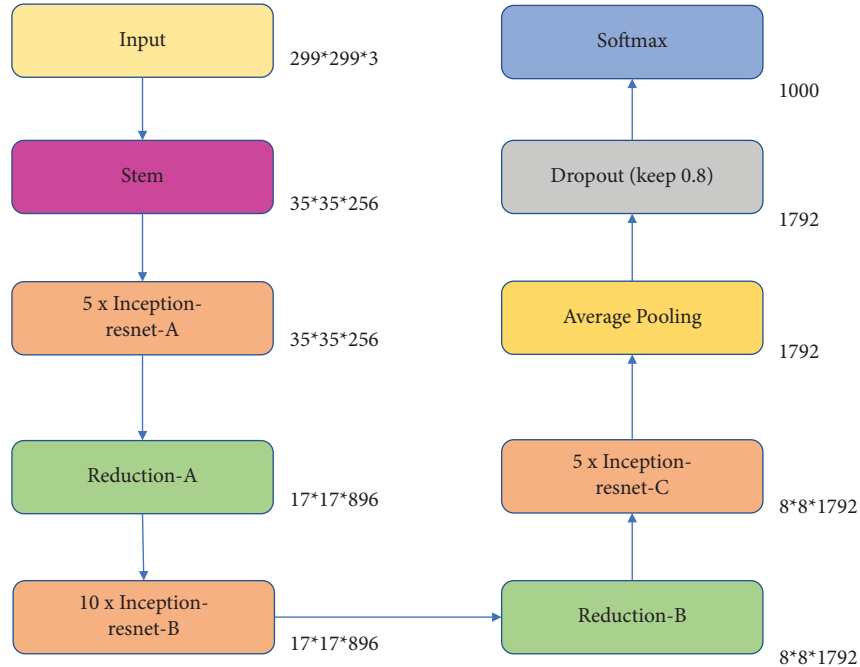 Input
299*299*3
Stem
35*35*256
5 x Inception-
resnet-A
35*35*256
Reduction-A
17*17*896
10 x Inception-
resnet-B
17*17*896
Reduction-B
8*8*1792
5 x Inception-
resnet-C
8*8*1792
Average Pooling
1792
Dropout (keep 0.8)
1792
Softmax
1000